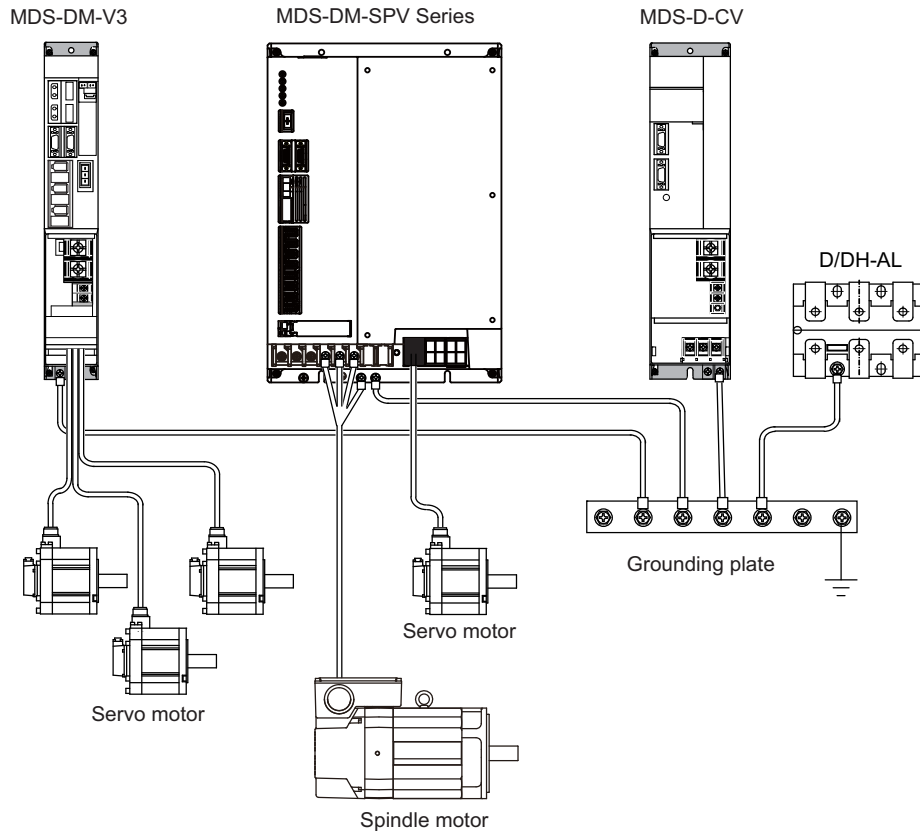 MDS-DM-V3
MDS-DM-SPV Series
MDS-D-CV
D/DH-AL
Grounding plate
Servo motor
Servo motor
Spindle motor